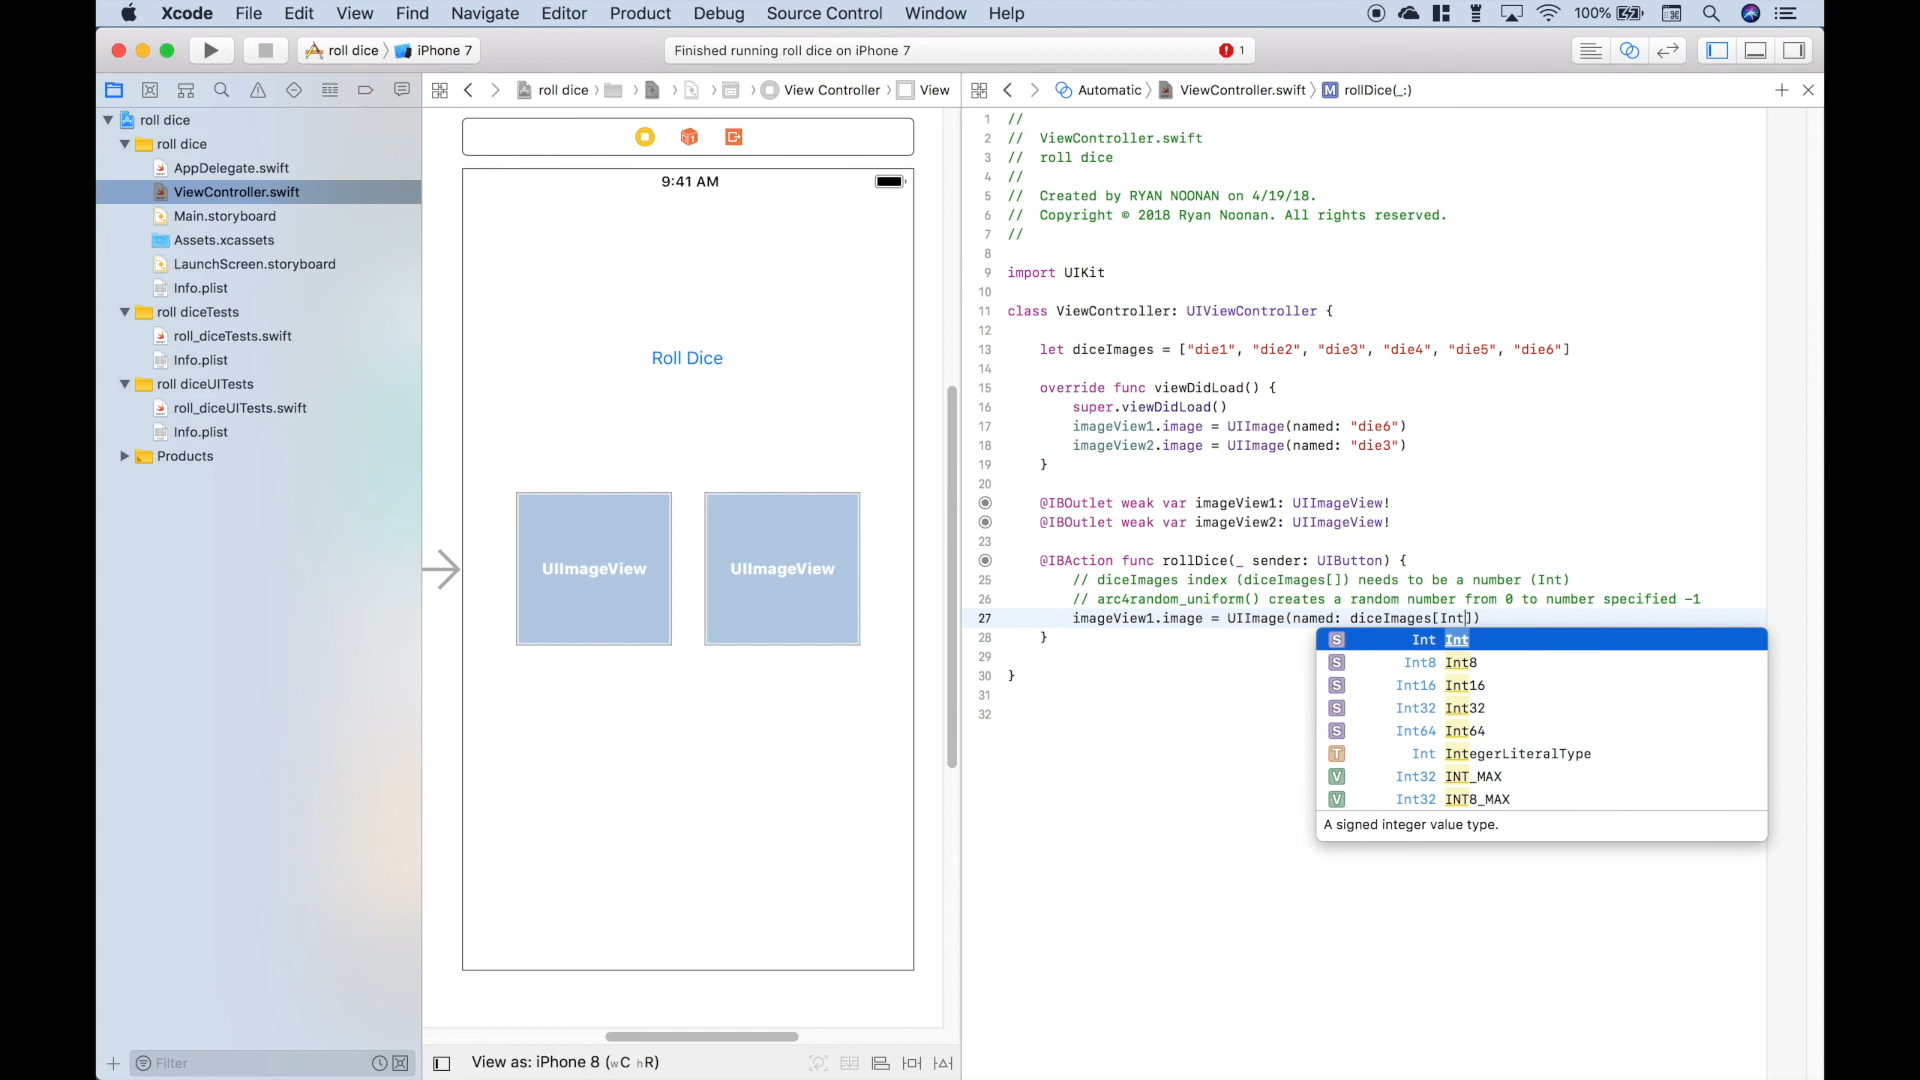 Xcode File Edit View Find Navigate Editor Product Debug Source Control Window Help 100%
roll dice iPhone 7 Finished running roll dice on iPhone 7 1
roll dice View Controller View Automatic ViewController.swift M rollDice(_:)
roll dice
roll dice
AppDelegate.swift
ViewController.swift
Main.storyboard
Assets.xcassets
LaunchScreen.storyboard
Info.plist
roll diceTests
roll_diceTests.swift
Info.plist
roll diceUITests
roll_diceUITests.swift
Info.plist
Products
Filter
9:41 AM
Roll Dice
UIImageView UIImageView
View as: iPhone 8 (wC hR)
1 //
2 // ViewController.swift
3 // roll dice
4 //
5 // Created by RYAN NOONAN on 4/19/18.
6 // Copyright © 2018 Ryan Noonan. All rights reserved.
7 //
8
9 import UIKit
10
11 class ViewController: UIViewController {
12
13 let diceImages = ["die1", "die2", "die3", "die4", "die5", "die6"]
14
15 override func viewDidLoad() {
16 super.viewDidLoad()
17 imageView1.image = UIImage(named: "die6")
18 imageView2.image = UIImage(named: "die3")
19 }
20
@IBOutlet weak var imageView1: UIImageView!
@IBOutlet weak var imageView2: UIImageView!
23
@IBAction func rollDice(_ sender: UIButton) {
25 // diceImages index (diceImages[]) needs to be a number (Int)
26 // arc4random_uniform() creates a random number from 0 to number specified -1
27 imageView1.image = UIImage(named: diceImages[Int])
28 }
29
30 }
31
32
S Int Int
S Int8 Int8
S Int16 Int16
S Int32 Int32
S Int64 Int64
T Int IntegerLiteralType
V Int32 INT_MAX
V Int32 INT8_MAX
A signed integer value type.